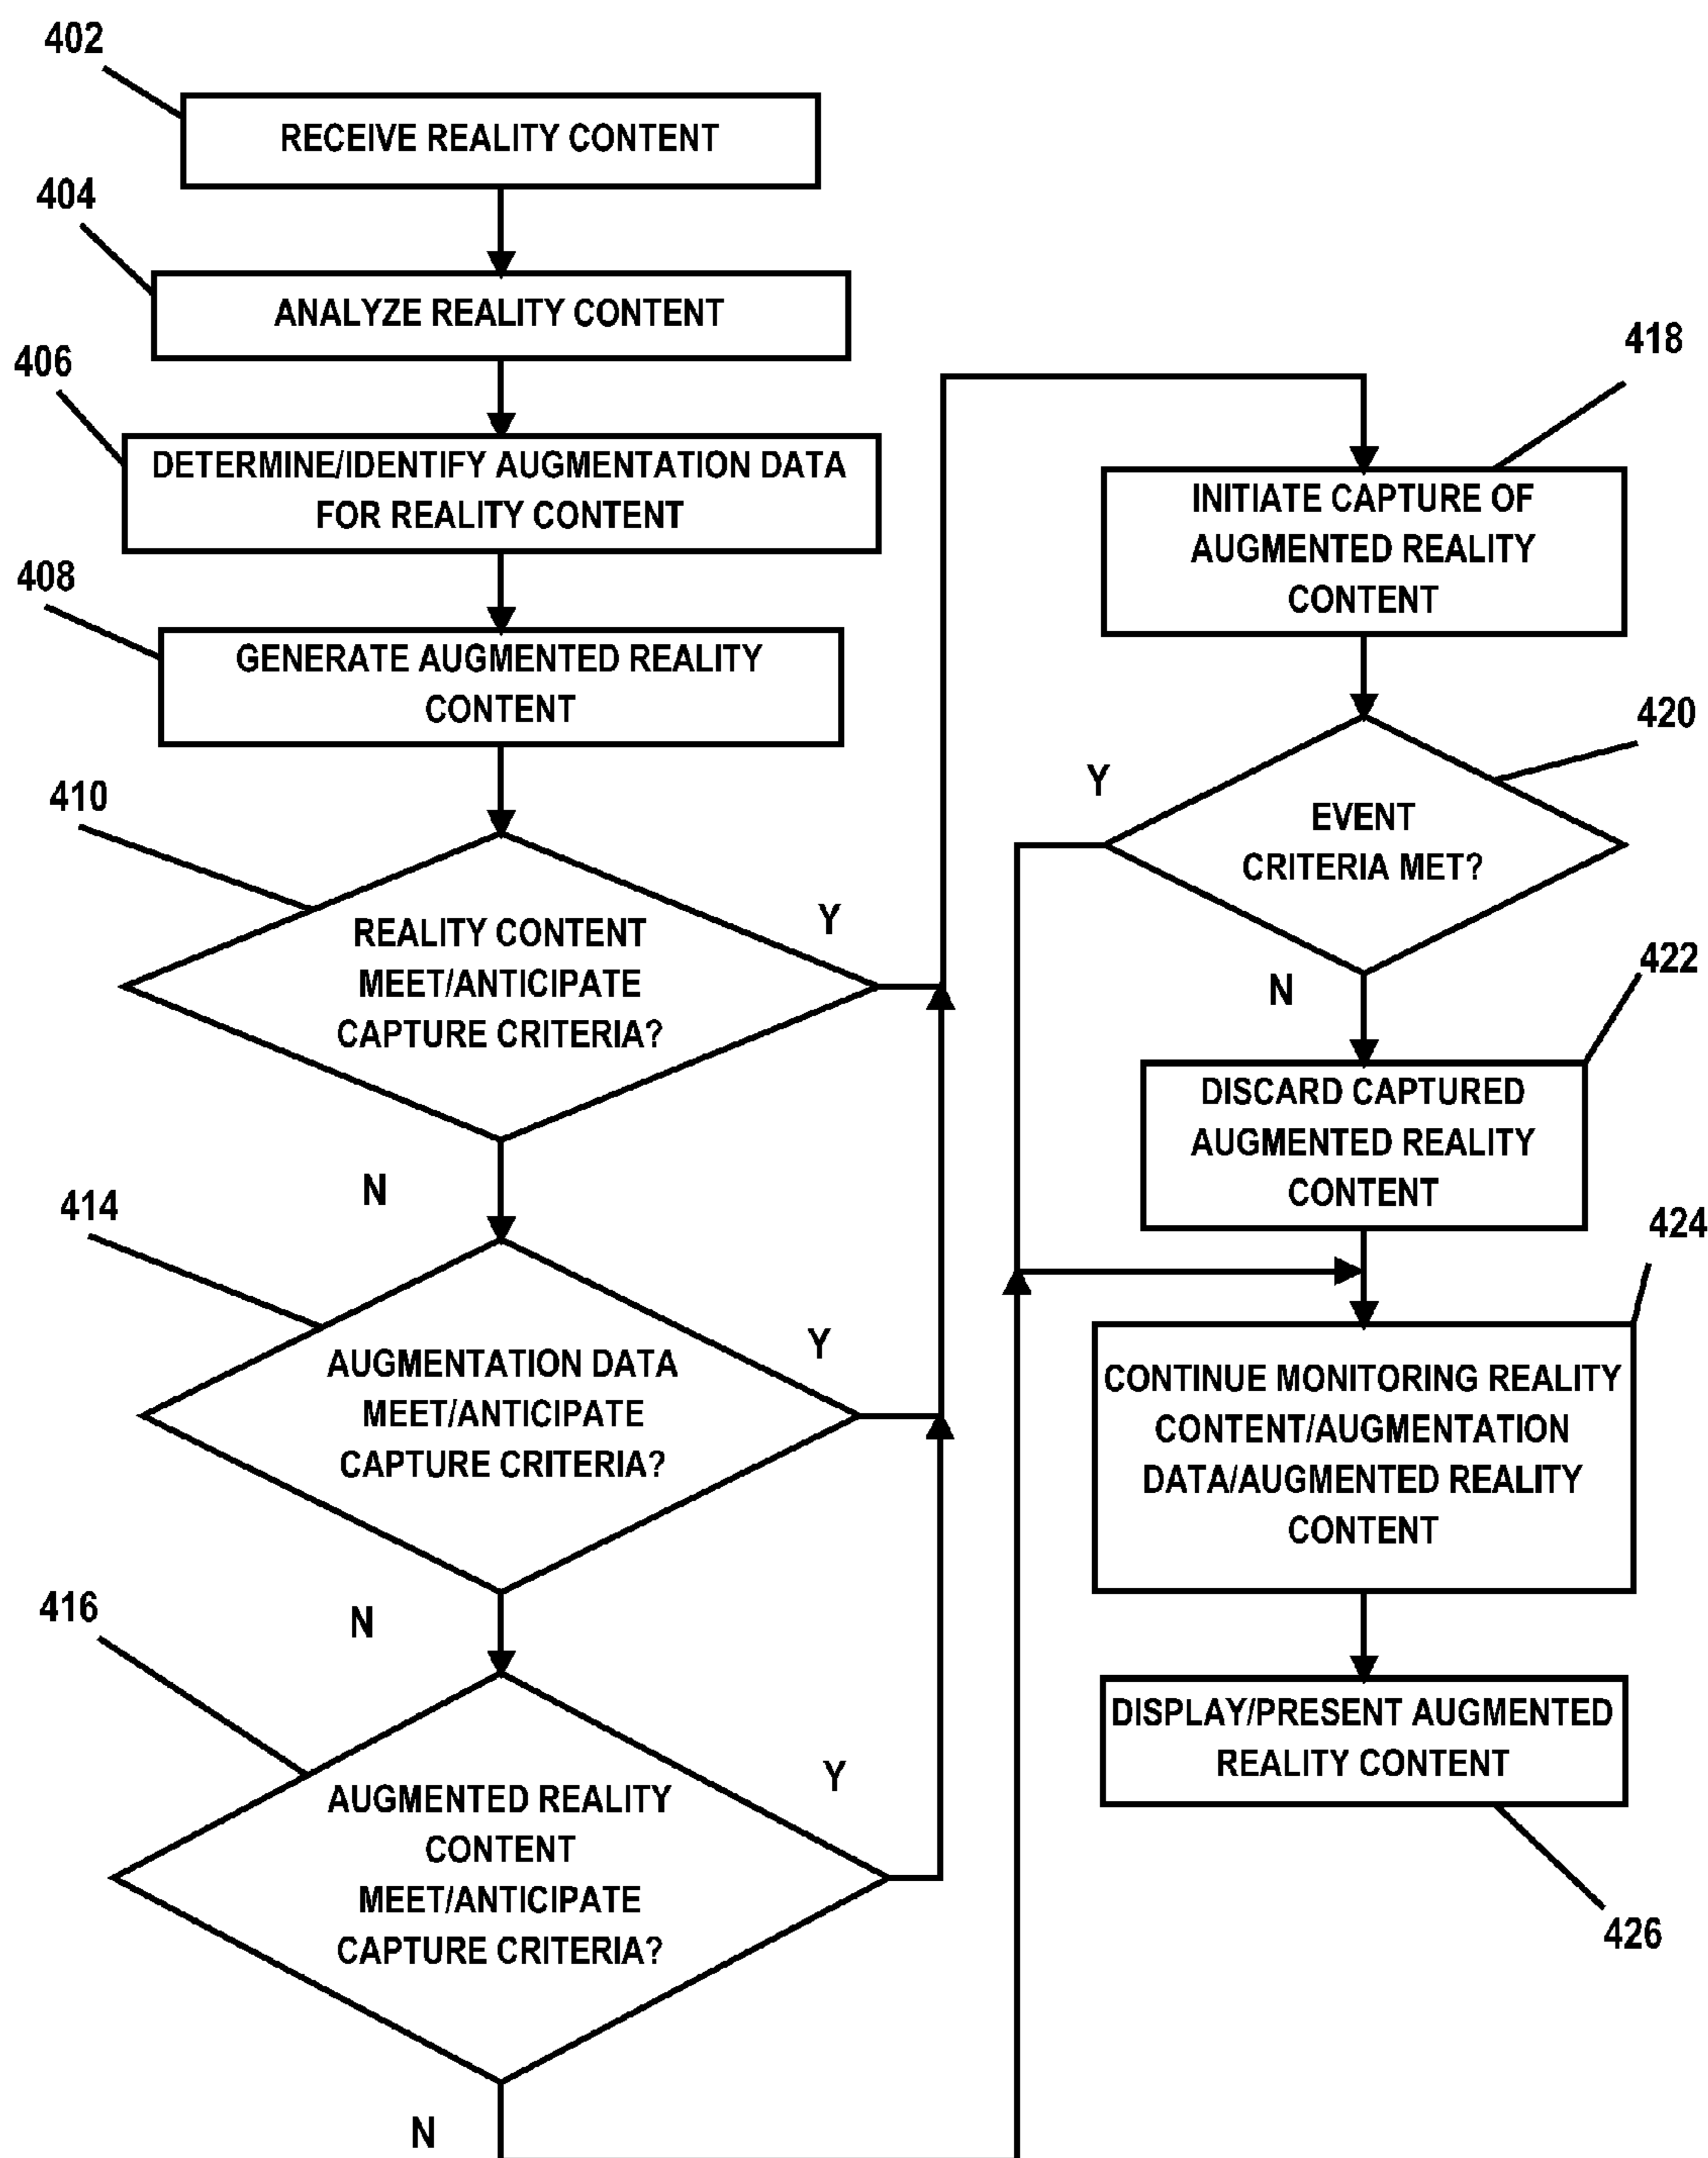 402
RECEIVE REALITY CONTENT
404
ANALYZE REALITY CONTENT
406
DETERMINE/IDENTIFY AUGMENTATION DATA
FOR REALITY CONTENT
408
GENERATE AUGMENTED REALITY
CONTENT
410
REALITY CONTENT
MEET/ANTICIPATE
CAPTURE CRITERIA?
Y
N
414
AUGMENTATION DATA
MEET/ANTICIPATE
CAPTURE CRITERIA?
Y
N
416
AUGMENTED REALITY
CONTENT
MEET/ANTICIPATE
CAPTURE CRITERIA?
Y
N
418
INITIATE CAPTURE OF
AUGMENTED REALITY
CONTENT
420
Y
EVENT
CRITERIA MET?
N
422
DISCARD CAPTURED
AUGMENTED REALITY
CONTENT
424
CONTINUE MONITORING REALITY
CONTENT/AUGMENTATION
DATA/AUGMENTED REALITY
CONTENT
DISPLAY/PRESENT AUGMENTED
REALITY CONTENT
426